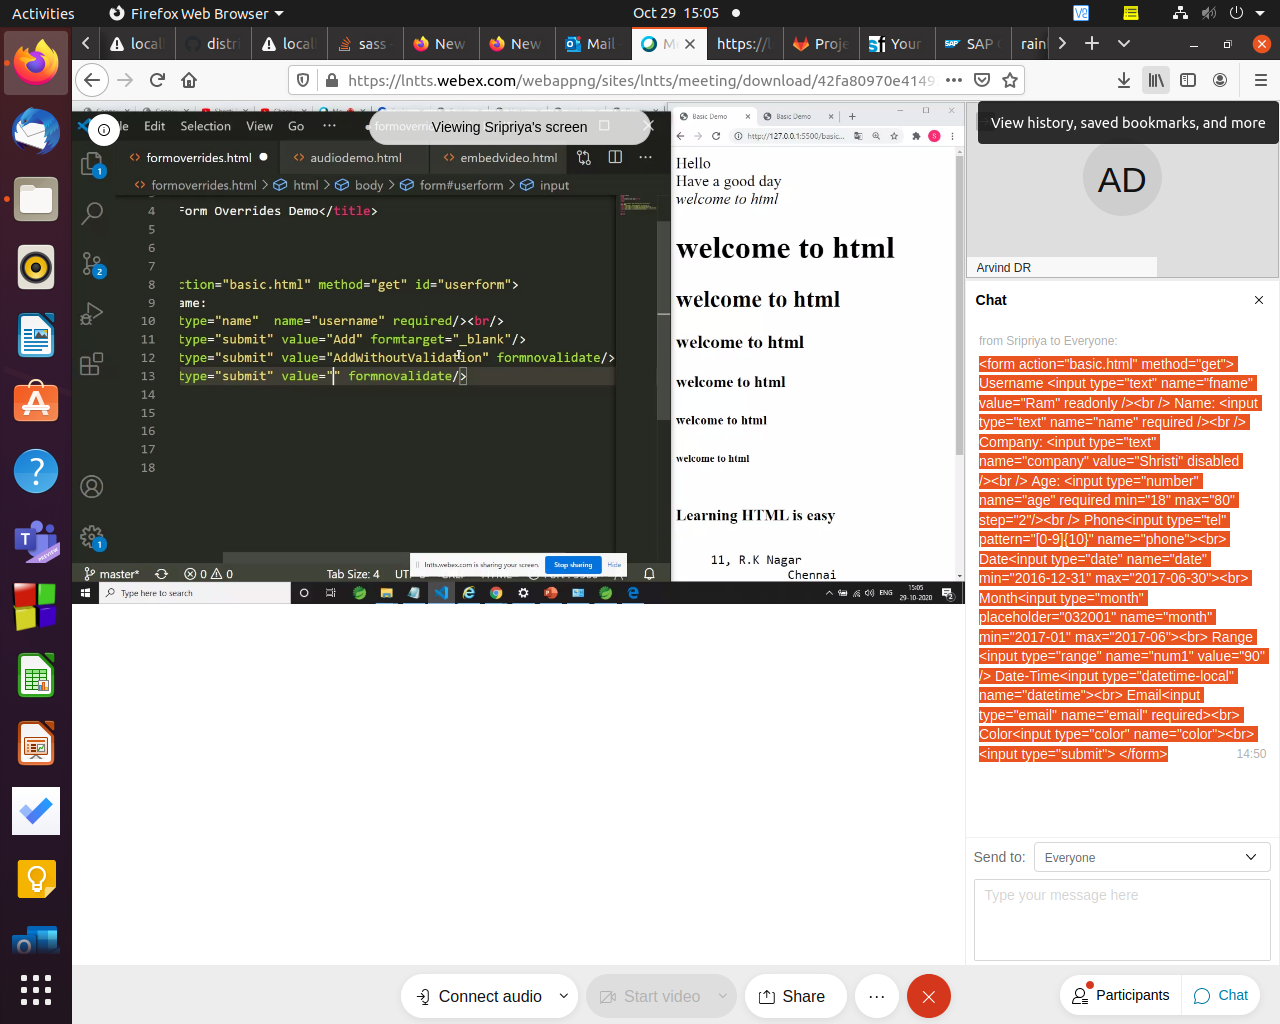 Activities
Firefox Web Browser
Oct 29 15:05
locali
distri
locali
sass
New
New
Mail
M
https://l
Proje
Your
SAP
rain
https://lntts.webex.com/webappng/sites/lntts/meeting/download/42fa80970e4149
View history, saved bookmarks, and more
Edit
Selection
View
Go
Viewing Sripriya's screen
formoverrides.html
audiodemo.html
embedvideo.html
formoverrides.html > html > body > form#userform > input
4 Form Overrides Demo</title>
5
6
7
8 ction="basic.html" method="get" id="userform">
9 ame:
10 type="name"  name="username" required/><br/>
11 type="submit" value="Add" formtarget="_blank"/>
12 type="submit" value="AddWithoutValidation" formnovalidate/>
13 type="submit" value="" formnovalidate/>
14
15
16
17
18
master*
0
0
Tab Size: 4
lntts.webex.com is sharing your screen.
Stop sharing
Hide
Type here to search
ENG
15:05
29-10-2020
Basic Demo
Basic Demo
http://127.0.0.1:5500/basic...
S
Hello
Have a good day
welcome to html
welcome to html
welcome to html
welcome to html
welcome to html
welcome to html
welcome to html
Learning HTML is easy
11, R.K Nagar
Chennai
AD
Arvind DR
Chat
from Sripriya to Everyone:
<form action="basic.html" method="get">
Username <input type="text" name="fname"
value="Ram" readonly /><br /> Name: <input
type="text" name="name" required /><br />
Company: <input type="text"
name="company" value="Shristi" disabled
/><br /> Age: <input type="number"
name="age" required min="18" max="80"
step="2"/><br /> Phone<input type="tel"
pattern="[0-9]{10}" name="phone"><br>
Date<input type="date" name="date"
min="2016-12-31" max="2017-06-30"><br>
Month<input type="month"
placeholder="032001" name="month"
min="2017-01" max="2017-06"><br> Range
<input type="range" name="num1" value="90"
/> Date-Time<input type="datetime-local"
name="datetime"><br> Email<input
type="email" name="email" required><br>
Color<input type="color" name="color"><br>
<input type="submit"> </form>
14:50
Send to:
Everyone
Type your message here
Connect audio
Start video
Share
Participants
Chat